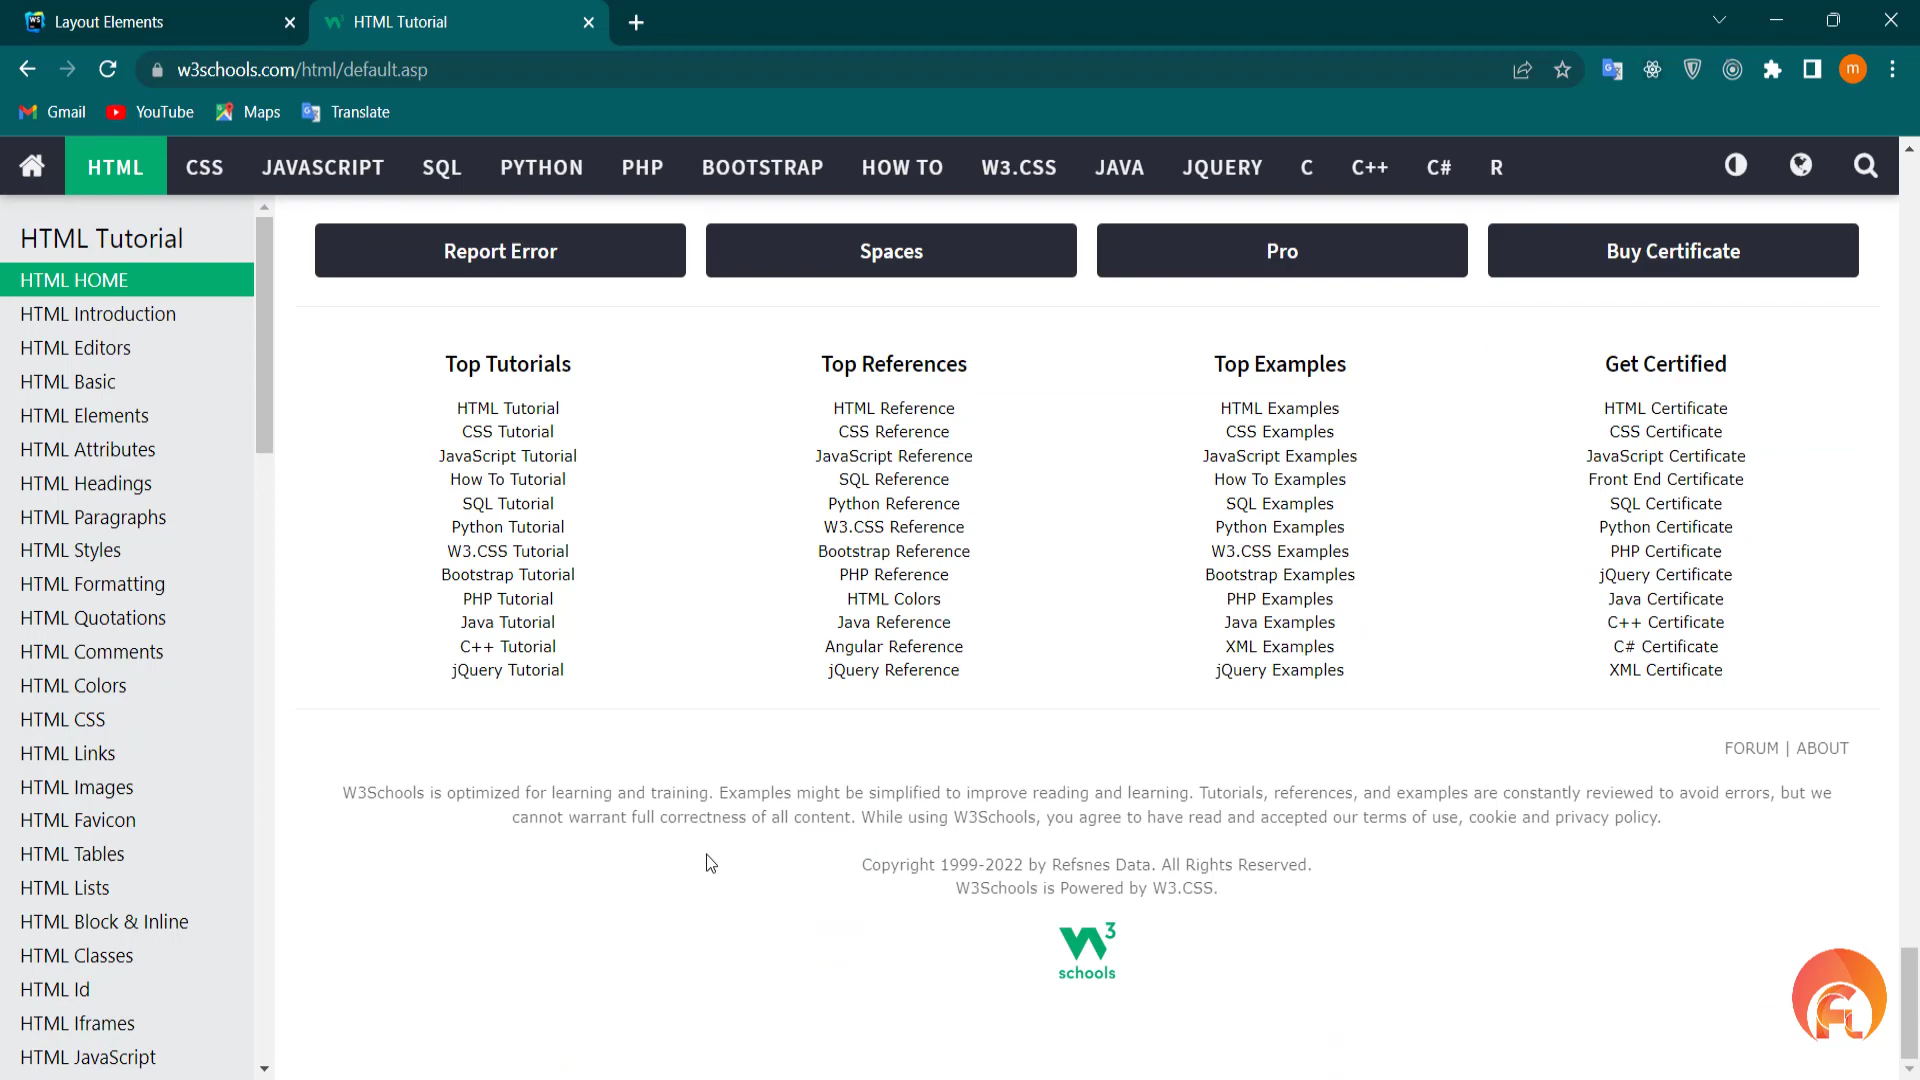 Layout Elements
HTML Tutorial
w3schools.com/html/default.asp
m
Gmail
YouTube
Maps
Translate
HTML
CSS
JAVASCRIPT
SQL
PYTHON
PHP
BOOTSTRAP
HOW TO
W3.CSS
JAVA
JQUERY
C
C++
C#
R
HTML Tutorial
HTML HOME
HTML Introduction
HTML Editors
HTML Basic
HTML Elements
HTML Attributes
HTML Headings
HTML Paragraphs
HTML Styles
HTML Formatting
HTML Quotations
HTML Comments
HTML Colors
HTML CSS
HTML Links
HTML Images
HTML Favicon
HTML Tables
HTML Lists
HTML Block & Inline
HTML Classes
HTML Id
HTML Iframes
HTML JavaScript
Report Error
Spaces
Pro
Buy Certificate
Top Tutorials
HTML Tutorial
CSS Tutorial
JavaScript Tutorial
How To Tutorial
SQL Tutorial
Python Tutorial
W3.CSS Tutorial
Bootstrap Tutorial
PHP Tutorial
Java Tutorial
C++ Tutorial
jQuery Tutorial
Top References
HTML Reference
CSS Reference
JavaScript Reference
SQL Reference
Python Reference
W3.CSS Reference
Bootstrap Reference
PHP Reference
HTML Colors
Java Reference
Angular Reference
jQuery Reference
Top Examples
HTML Examples
CSS Examples
JavaScript Examples
How To Examples
SQL Examples
Python Examples
W3.CSS Examples
Bootstrap Examples
PHP Examples
Java Examples
XML Examples
jQuery Examples
Get Certified
HTML Certificate
CSS Certificate
JavaScript Certificate
Front End Certificate
SQL Certificate
Python Certificate
PHP Certificate
jQuery Certificate
Java Certificate
C++ Certificate
C# Certificate
XML Certificate
FORUM | ABOUT
W3Schools is optimized for learning and training. Examples might be simplified to improve reading and learning. Tutorials, references, and examples are constantly reviewed to avoid errors, but we
cannot warrant full correctness of all content. While using W3Schools, you agree to have read and accepted our terms of use, cookie and privacy policy.
Copyright 1999-2022 by Refsnes Data. All Rights Reserved.
W3Schools is Powered by W3.CSS.
W3
schools